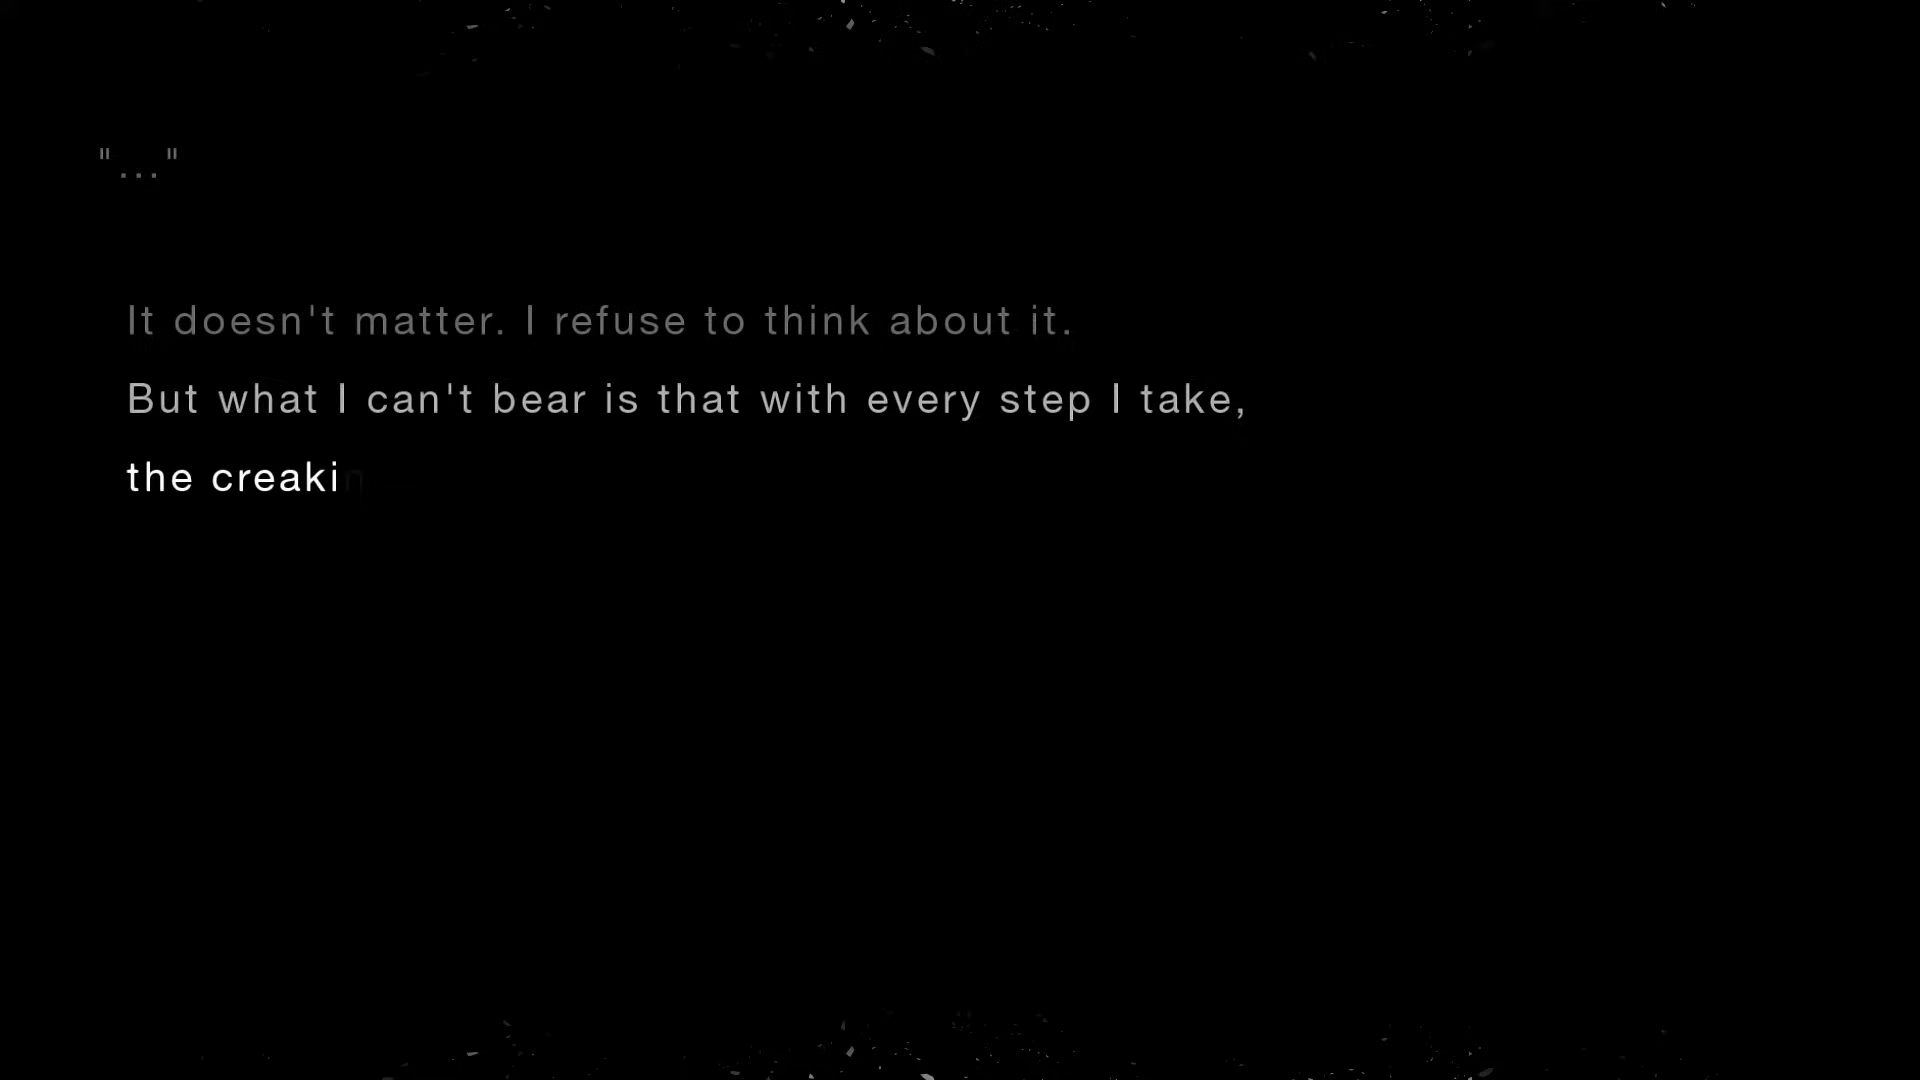 "..."
It doesn't matter. I refuse to think about it.
But what I can't bear is that with every step I take,
the creakin